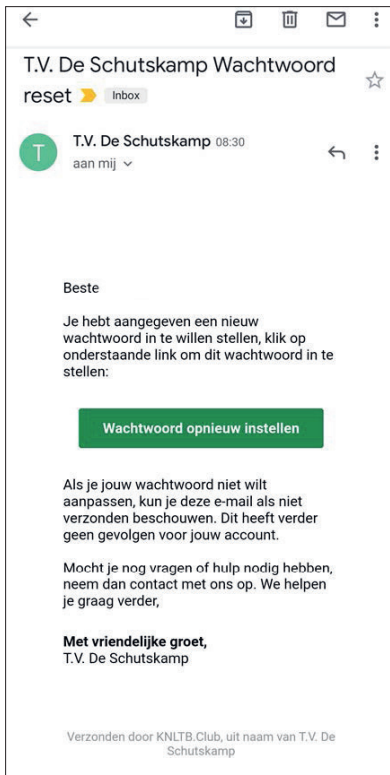 T.V. De Schutskamp Wachtwoord
reset Inbox
T
T.V. De Schutskamp 08:30
aan mij
Beste
Je hebt aangegeven een nieuw
wachtwoord in te willen stellen, klik op
onderstaande link om dit wachtwoord in te
stellen:
Wachtwoord opnieuw instellen
Als je jouw wachtwoord niet wilt
aanpassen, kun je deze e-mail als niet
verzonden beschouwen. Dit heeft verder
geen gevolgen voor jouw account.
Mocht je nog vragen of hulp nodig hebben,
neem dan contact met ons op. We helpen
je graag verder,
Met vriendelijke groet,
T.V. De Schutskamp
Verzonden door KNLTB.Club, uit naam van T.V. De
Schutskamp